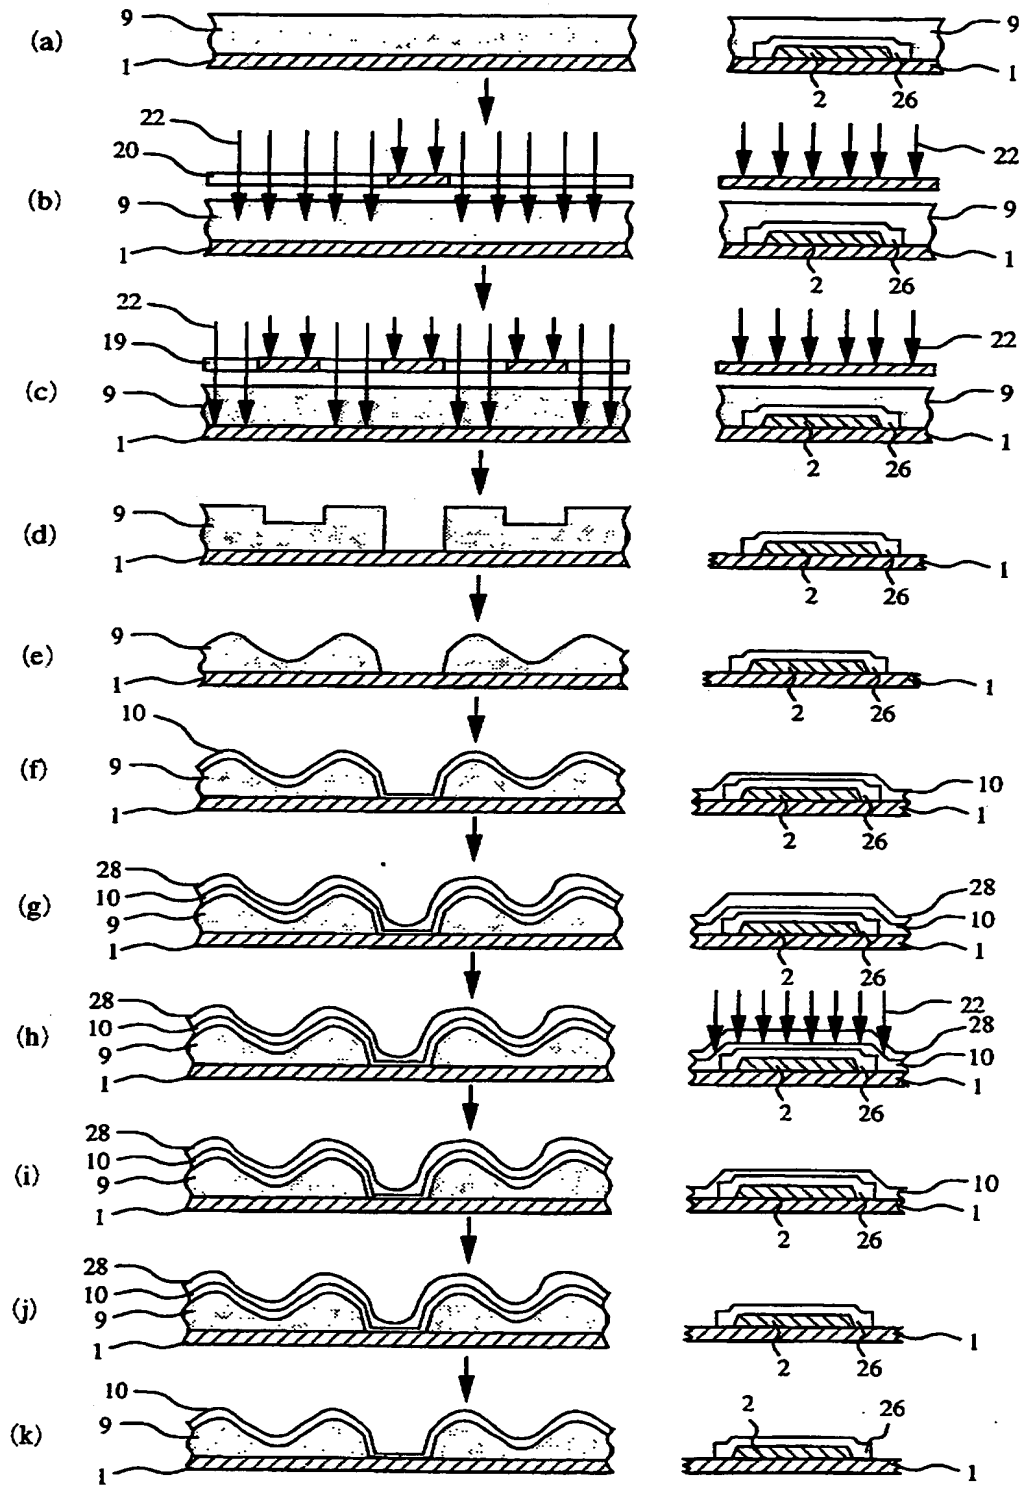 (a) 9 1 9 1 2 26
(b) 22 20 9 1 22 9 1 2 26
(c) 22 19 9 1 22 9 1 2 26
(d) 9 1 1 2 26
(e) 9 1 1 2 26
(f) 10 9 1 10 1 2 26
(g) 28 10 9 1 28 10 1 2 26
(h) 28 10 9 1 22 28 10 1 2 26
(i) 28 10 9 1 10 1 2 26
(j) 28 10 9 1 1 2 26
(k) 10 9 1 2 26 1